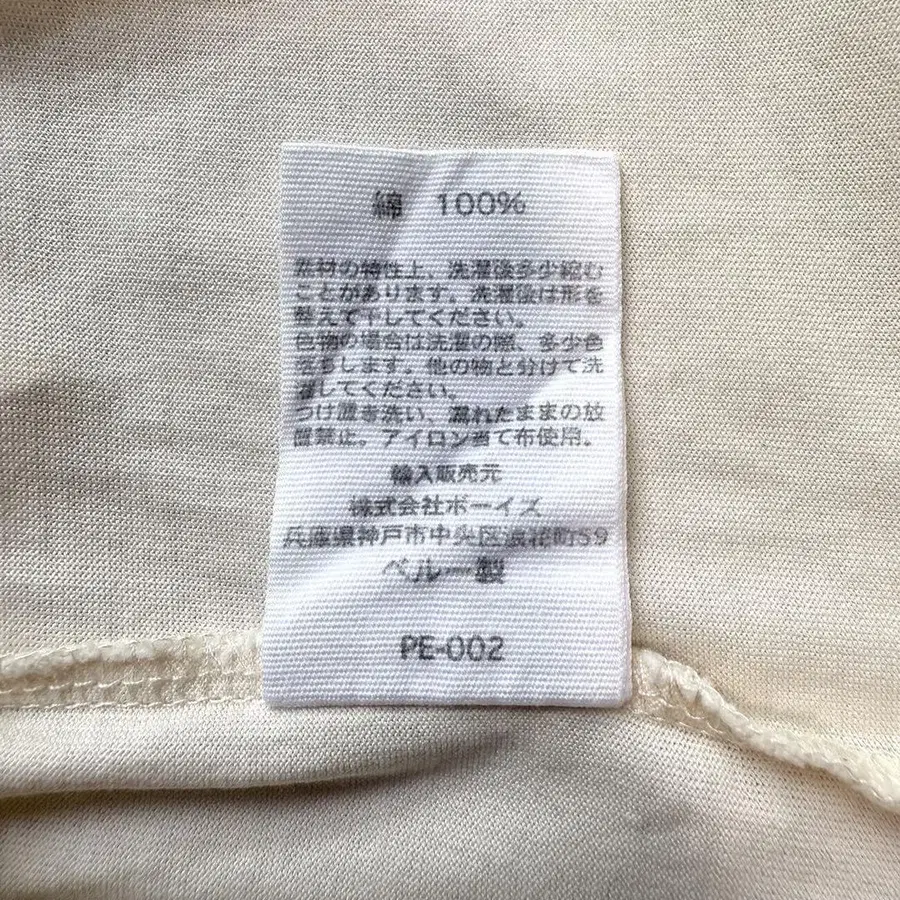 綿 100%
素材の特性上、洗濯後多少縮む
ことがあります。洗濯後は形を
整えて干してください。
色物の場合は洗濯の際、多少色
落ちします。他の物と分けて洗
濯してください。
つけ置き洗い、濡れたままの放
置禁止。アイロン当て布使用。
輸入販売元
株式会社ボーイズ
兵庫県神戸市中央区浪花町59
ペルー製
PE-002